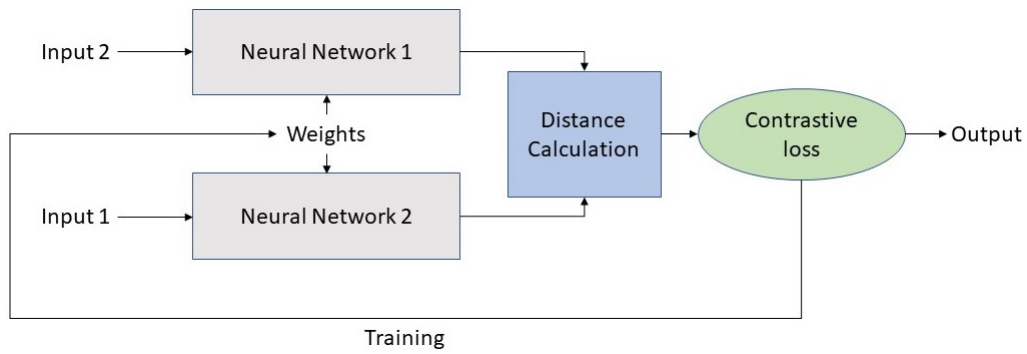 Input 2
Neural Network 1
Weights
Input 1
Neural Network 2
Distance
Calculation
Contrastive
loss
Output
Training